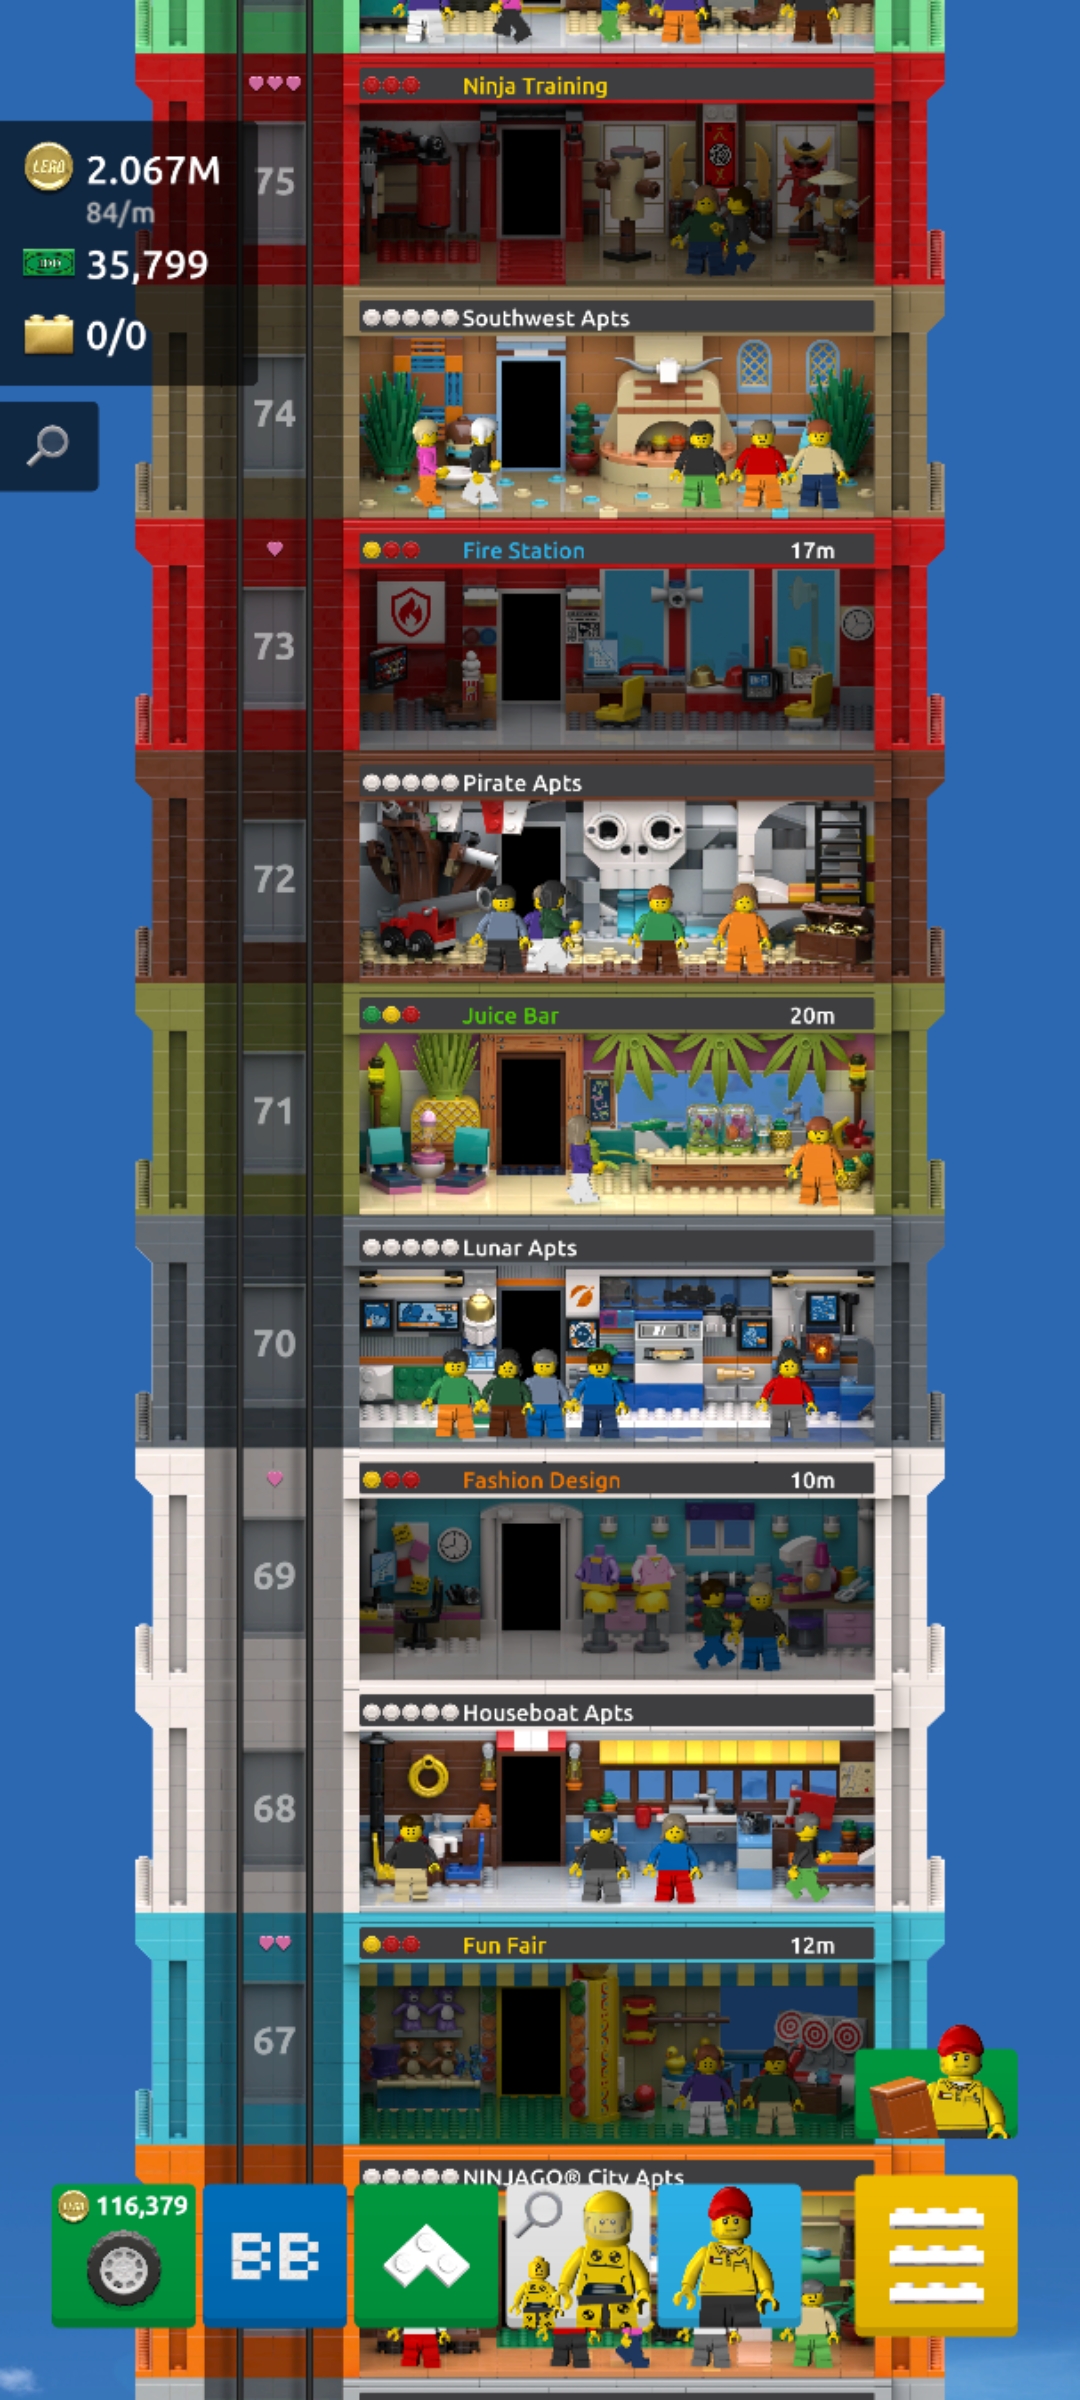 Ninja Training
75
LEGO 2.067M
84/m
35,799
0/0
Southwest Apts
74
Fire Station 17m
73
Pirate Apts
72
Juice Bar 20m
71
Lunar Apts
70
Fashion Design 10m
69
Houseboat Apts
68
Fun Fair 12m
67
NINJAGO® City Apts
116,379
BB